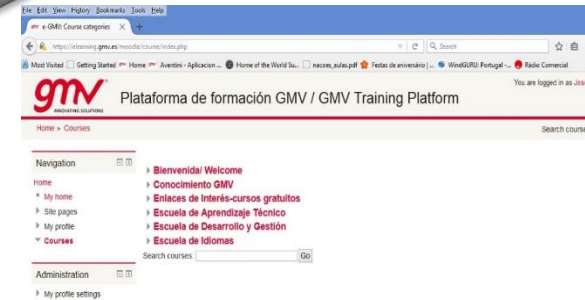 File Edit View History Bookmarks Tools Help
e-GMV: Course categories
https://elearning.gmv.es/moodle/course/index.php
Search
Most Visited Getting Started Home Aventini - Aplicacion ... Home of the World Su... nacoes_aulas.pdf Festas de aniversário | ... WindGURU: Portugal -... Rádio Comercial
You are logged in as
gmv
INNOVATING SOLUTIONS
Plataforma de formación GMV / GMV Training Platform
Home Courses
Search course
Navigation
Home
My home
Site pages
My profile
Courses
Bienvenida/ Welcome
Conocimiento GMV
Enlaces de Interés-cursos gratuitos
Escuela de Aprendizaje Técnico
Escuela de Desarrollo y Gestión
Escuela de Idiomas
Search courses: Go
Administration
My profile settings